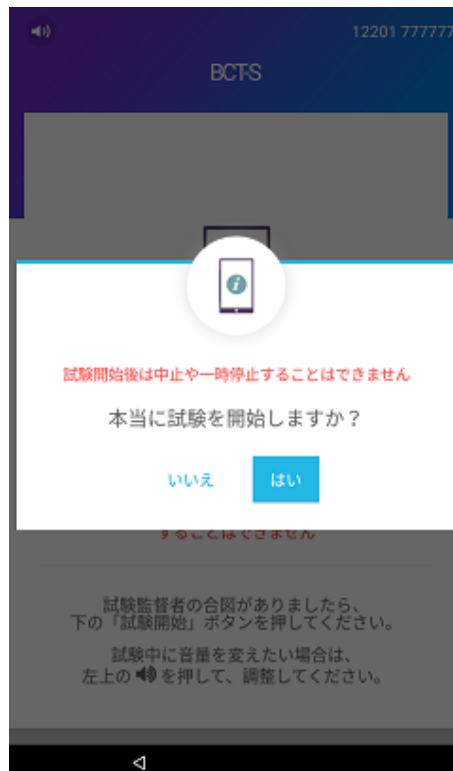 12201 777777
BCT-S
試験開始後は中止や一時停止することはできません
本当に試験を開始しますか？
いいえ
はい
することはできません
試験監督者の合図がありましたら、
下の「試験開始」ボタンを押してください。
試験中に音量を変えたい場合は、
左上の を押して、調整してください。